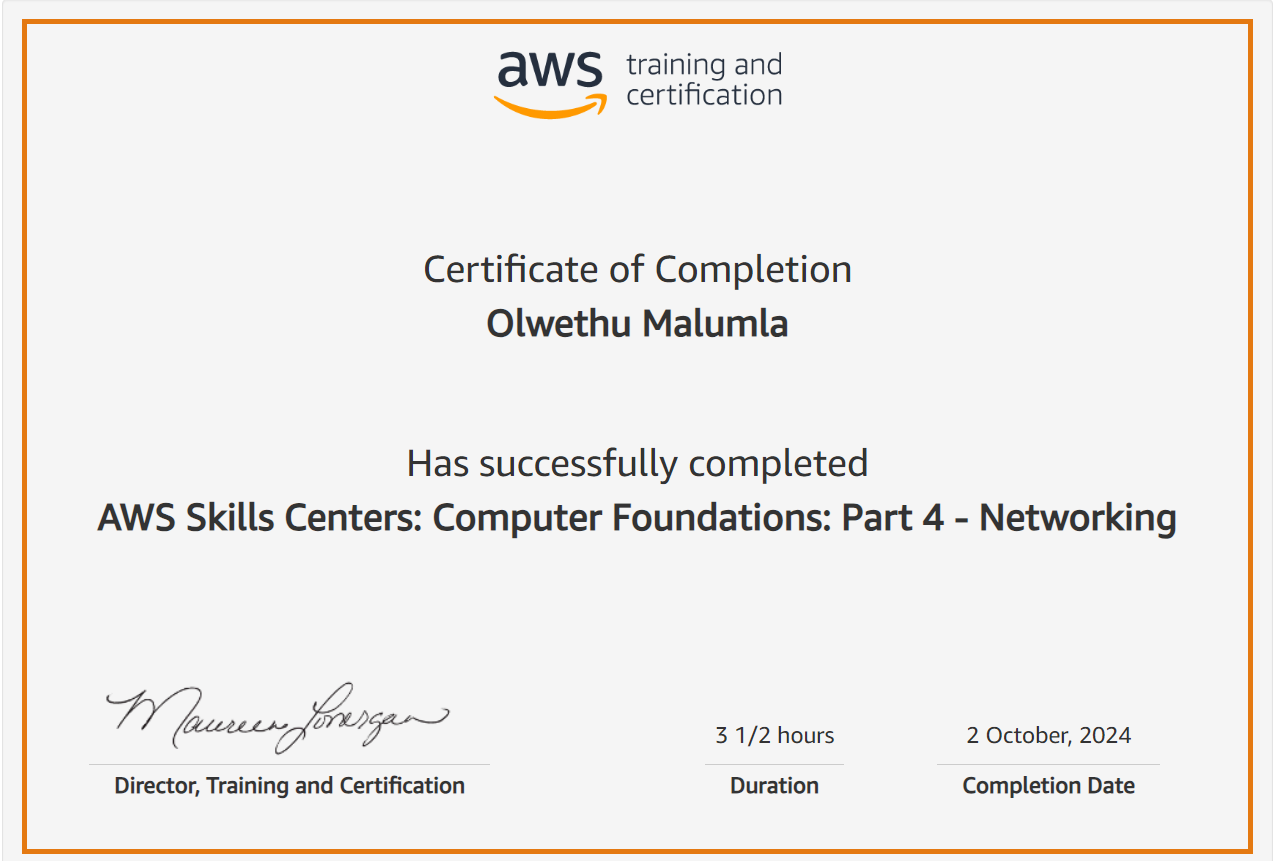 aws training and
certification
Certificate of Completion
Olwethu Malumla
Has successfully completed
AWS Skills Centers: Computer Foundations: Part 4 - Networking
Maureen Lonergan
3 1/2 hours
2 October, 2024
Director, Training and Certification
Duration
Completion Date